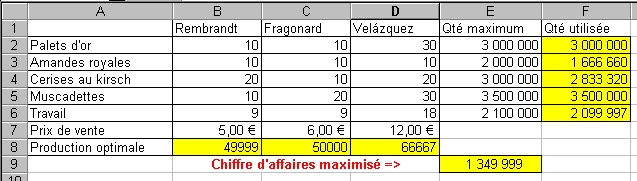 A B C D E F
1 Rembrandt Fragonard Velázquez Qté maximum Qté utilisée
2 Palets d'or 10 10 30 3 000 000 3 000 000
3 Amandes royales 10 10 10 2 000 000 1 666 660
4 Cerises au kirsch 20 10 20 3 000 000 2 833 320
5 Muscadettes 10 20 30 3 500 000 3 500 000
6 Travail 9 9 18 2 100 000 2 099 997
7 Prix de vente 5,00 € 6,00 € 12,00 €
8 Production optimale 49999 50000 66667
9 Chiffre d'affaires maximisé => 1 349 999